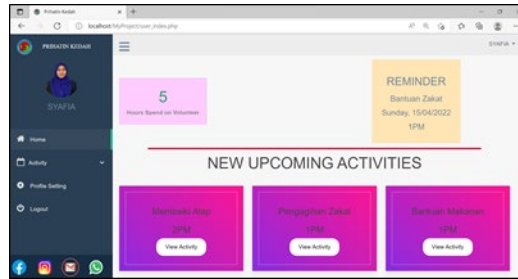 Prihatin Kedah
localhost/MyProject/user_index.php
PRIHATIN KEDAH
SYAFIA
SYAFIA
Home
Activity
Profile Setting
Logout
5
Hours Spend on Volunteer
REMINDER
Bantuan Zakat
Sunday, 15/04/2022
1PM
NEW UPCOMING ACTIVITIES
Membaiki Atap
2PM
View Activity
Pengagihan Zakat
1PM
View Activity
Bantuan Makanan
1PM
View Activity